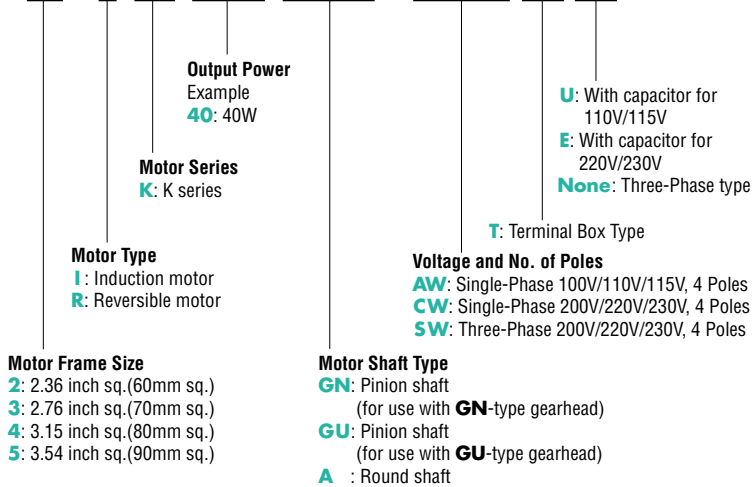 Output Power
Example
40: 40W
Motor Series
K: K series
Motor Type
I : Induction motor
R: Reversible motor
Motor Frame Size
2: 2.36 inch sq.(60mm sq.)
3: 2.76 inch sq.(70mm sq.)
4: 3.15 inch sq.(80mm sq.)
5: 3.54 inch sq.(90mm sq.)
U: With capacitor for
110V/115V
E: With capacitor for
220V/230V
None: Three-Phase type
T: Terminal Box Type
Voltage and No. of Poles
AW: Single-Phase 100V/110V/115V, 4 Poles
CW: Single-Phase 200V/220V/230V, 4 Poles
SW: Three-Phase 200V/220V/230V, 4 Poles
Motor Shaft Type
GN: Pinion shaft
(for use with GN-type gearhead)
GU: Pinion shaft
(for use with GU-type gearhead)
A : Round shaft